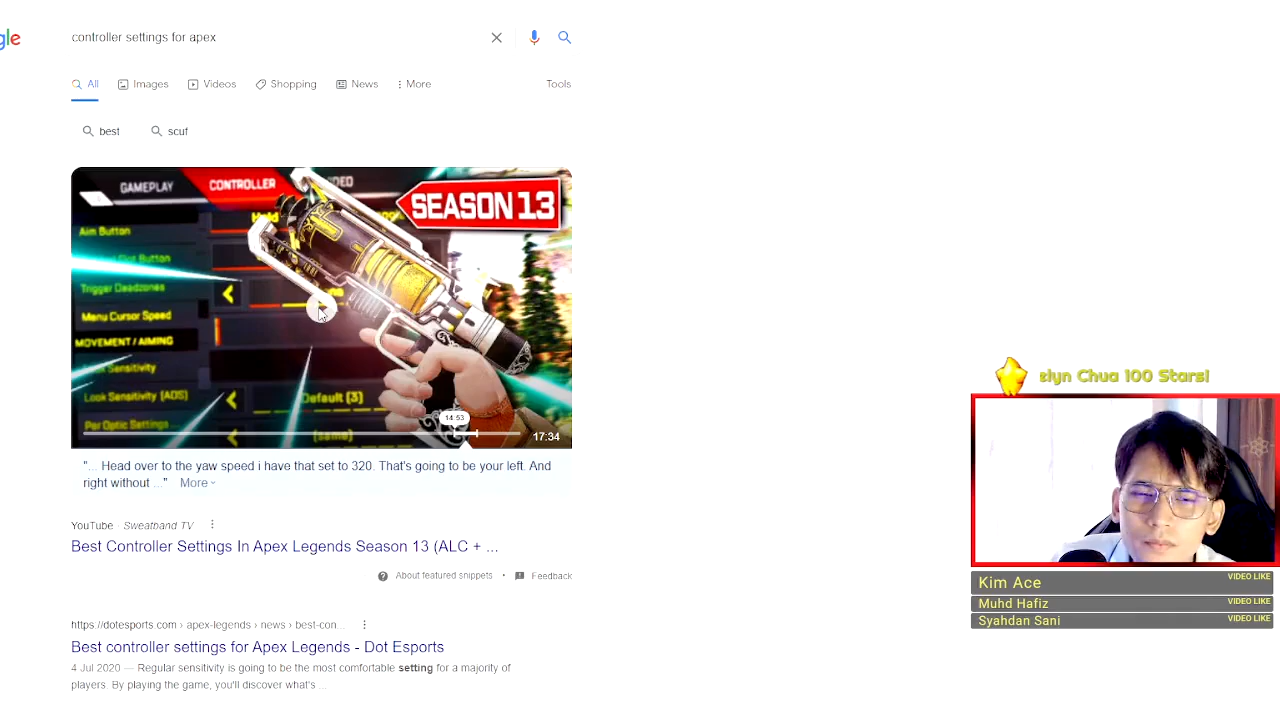 gle
controller settings for apex
All
Images
Videos
Shopping
News
More
Tools
best
scuf
GAMEPLAY
CONTROLLER
SEASON 13
Aim Button
Button
Trigger Deadzones
Menu Cursor Speed
MOVEMENT / AIMING
Sensitivity
Look Sensitivity (ADS)
Default (3)
Per Optic Settings ...
(same)
14:53
17:34
"... Head over to the yaw speed i have that set to 320. That's going to be your left. And
right without ..." More
YouTube · Sweatband TV
Best Controller Settings In Apex Legends Season 13 (ALC + ...
About featured snippets • Feedback
https://dotesports.com › apex-legends › news › best-con...
Best controller settings for Apex Legends - Dot Esports
4 Jul 2020 — Regular sensitivity is going to be the most comfortable setting for a majority of
players. By playing the game, you'll discover what's ...
elyn Chua 100 Stars!
Kim Ace VIDEO LIKE
Muhd Hafiz VIDEO LIKE
Syahdan Sani VIDEO LIKE